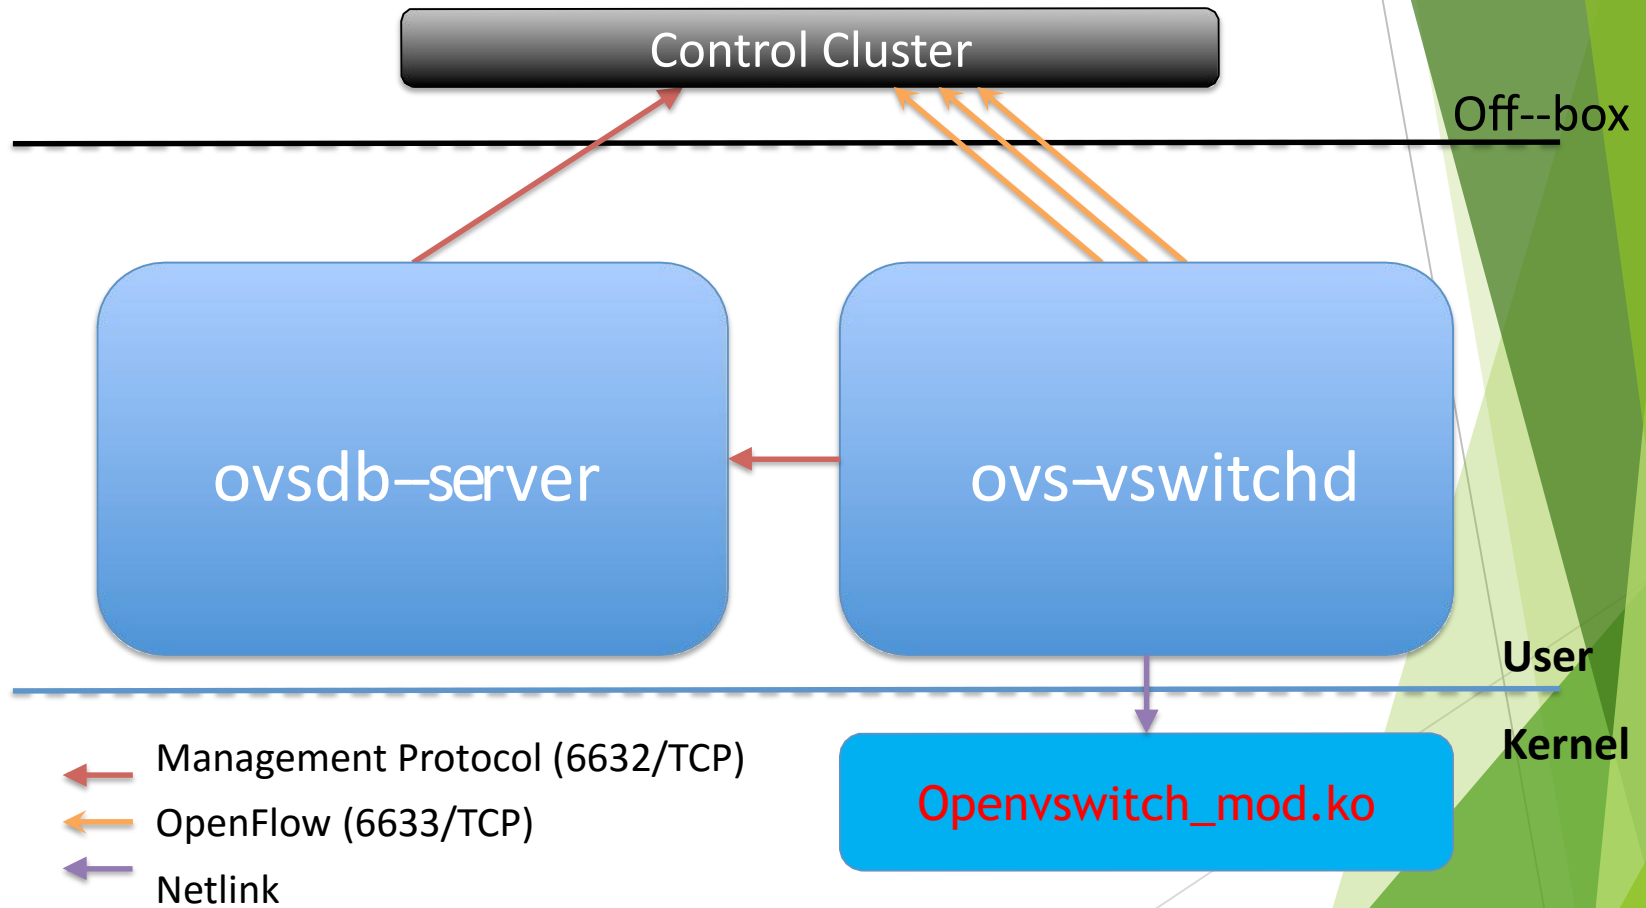 Control Cluster
Off--box
ovsdb--server
ovs--vswitchd
User
Kernel
Management Protocol (6632/TCP)
OpenFlow (6633/TCP)
Netlink
Openvswitch_mod.ko